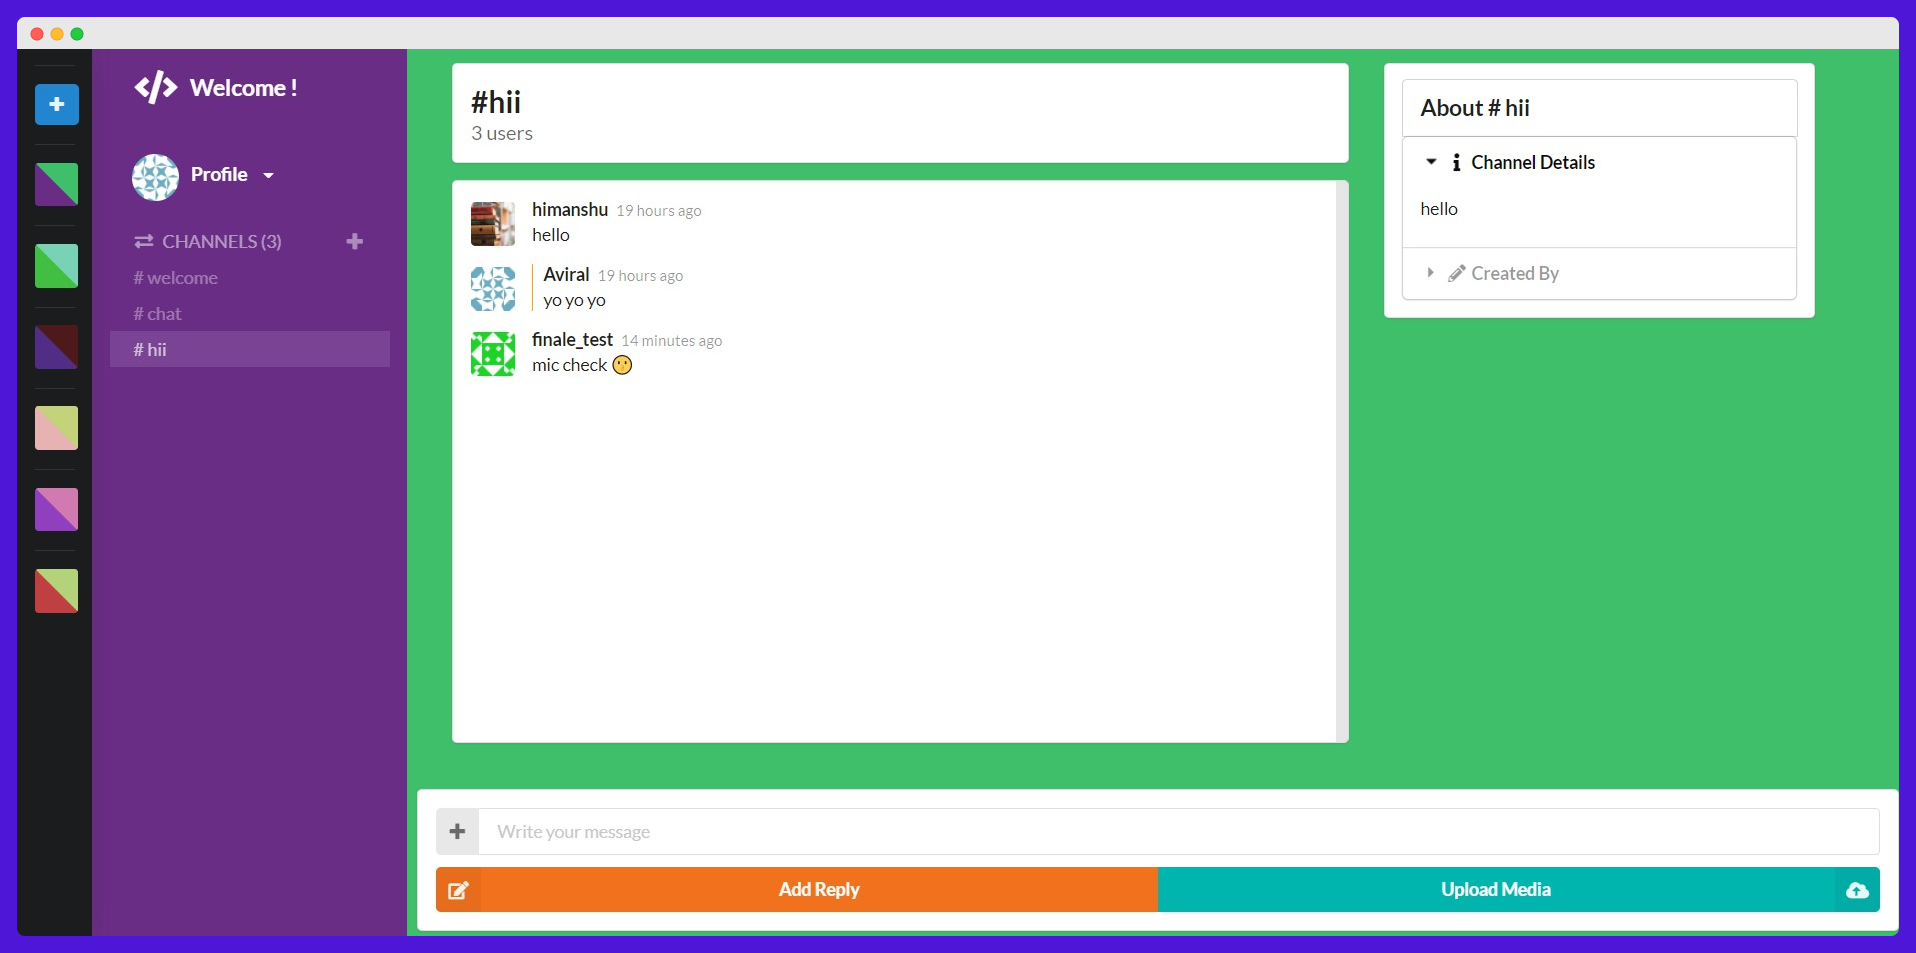 Welcome !
Profile
CHANNELS (3)
# welcome
# chat
# hii
#hii
3 users
himanshu 19 hours ago
hello
Aviral 19 hours ago
yo yo yo
finale_test 14 minutes ago
mic check 😗
About # hii
Channel Details
hello
Created By
Write your message
Add Reply
Upload Media